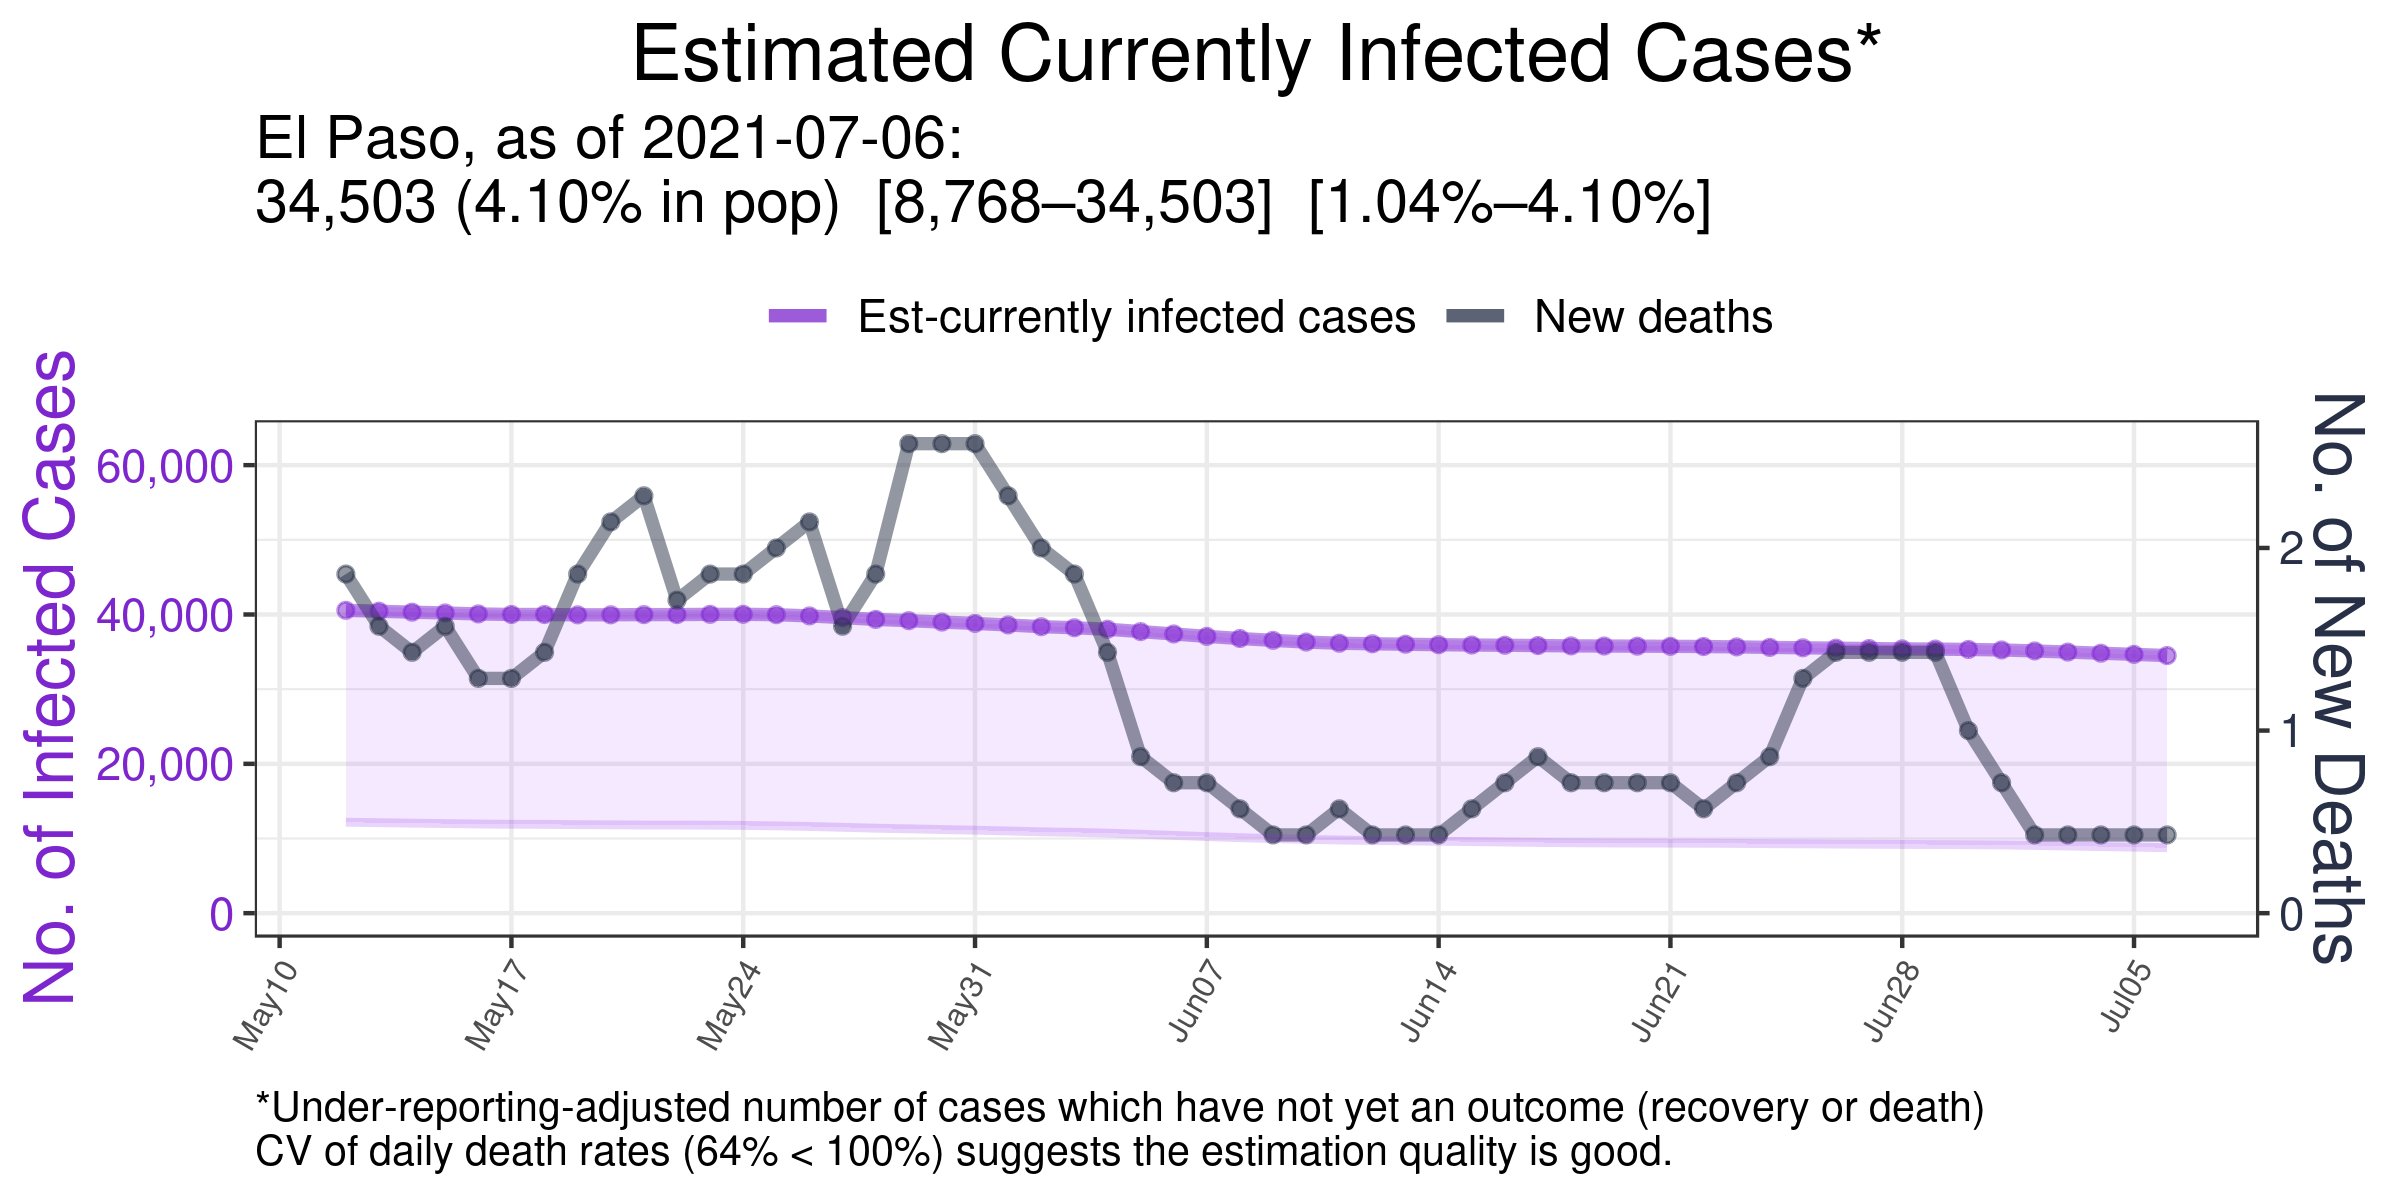 Estimated Currently Infected Cases*
El Paso, as of 2021-07-06:
34,503 (4.10% in pop)  [8,768–34,503]  [1.04%–4.10%]
Est-currently infected cases
New deaths
No. of Infected Cases
60,000
40,000
20,000
0
2
1
0
No. of New Deaths
May10
May17
May24
May31
Jun07
Jun14
Jun21
Jun28
Jul05
*Under-reporting-adjusted number of cases which have not yet an outcome (recovery or death)
CV of daily death rates (64% < 100%) suggests the estimation quality is good.